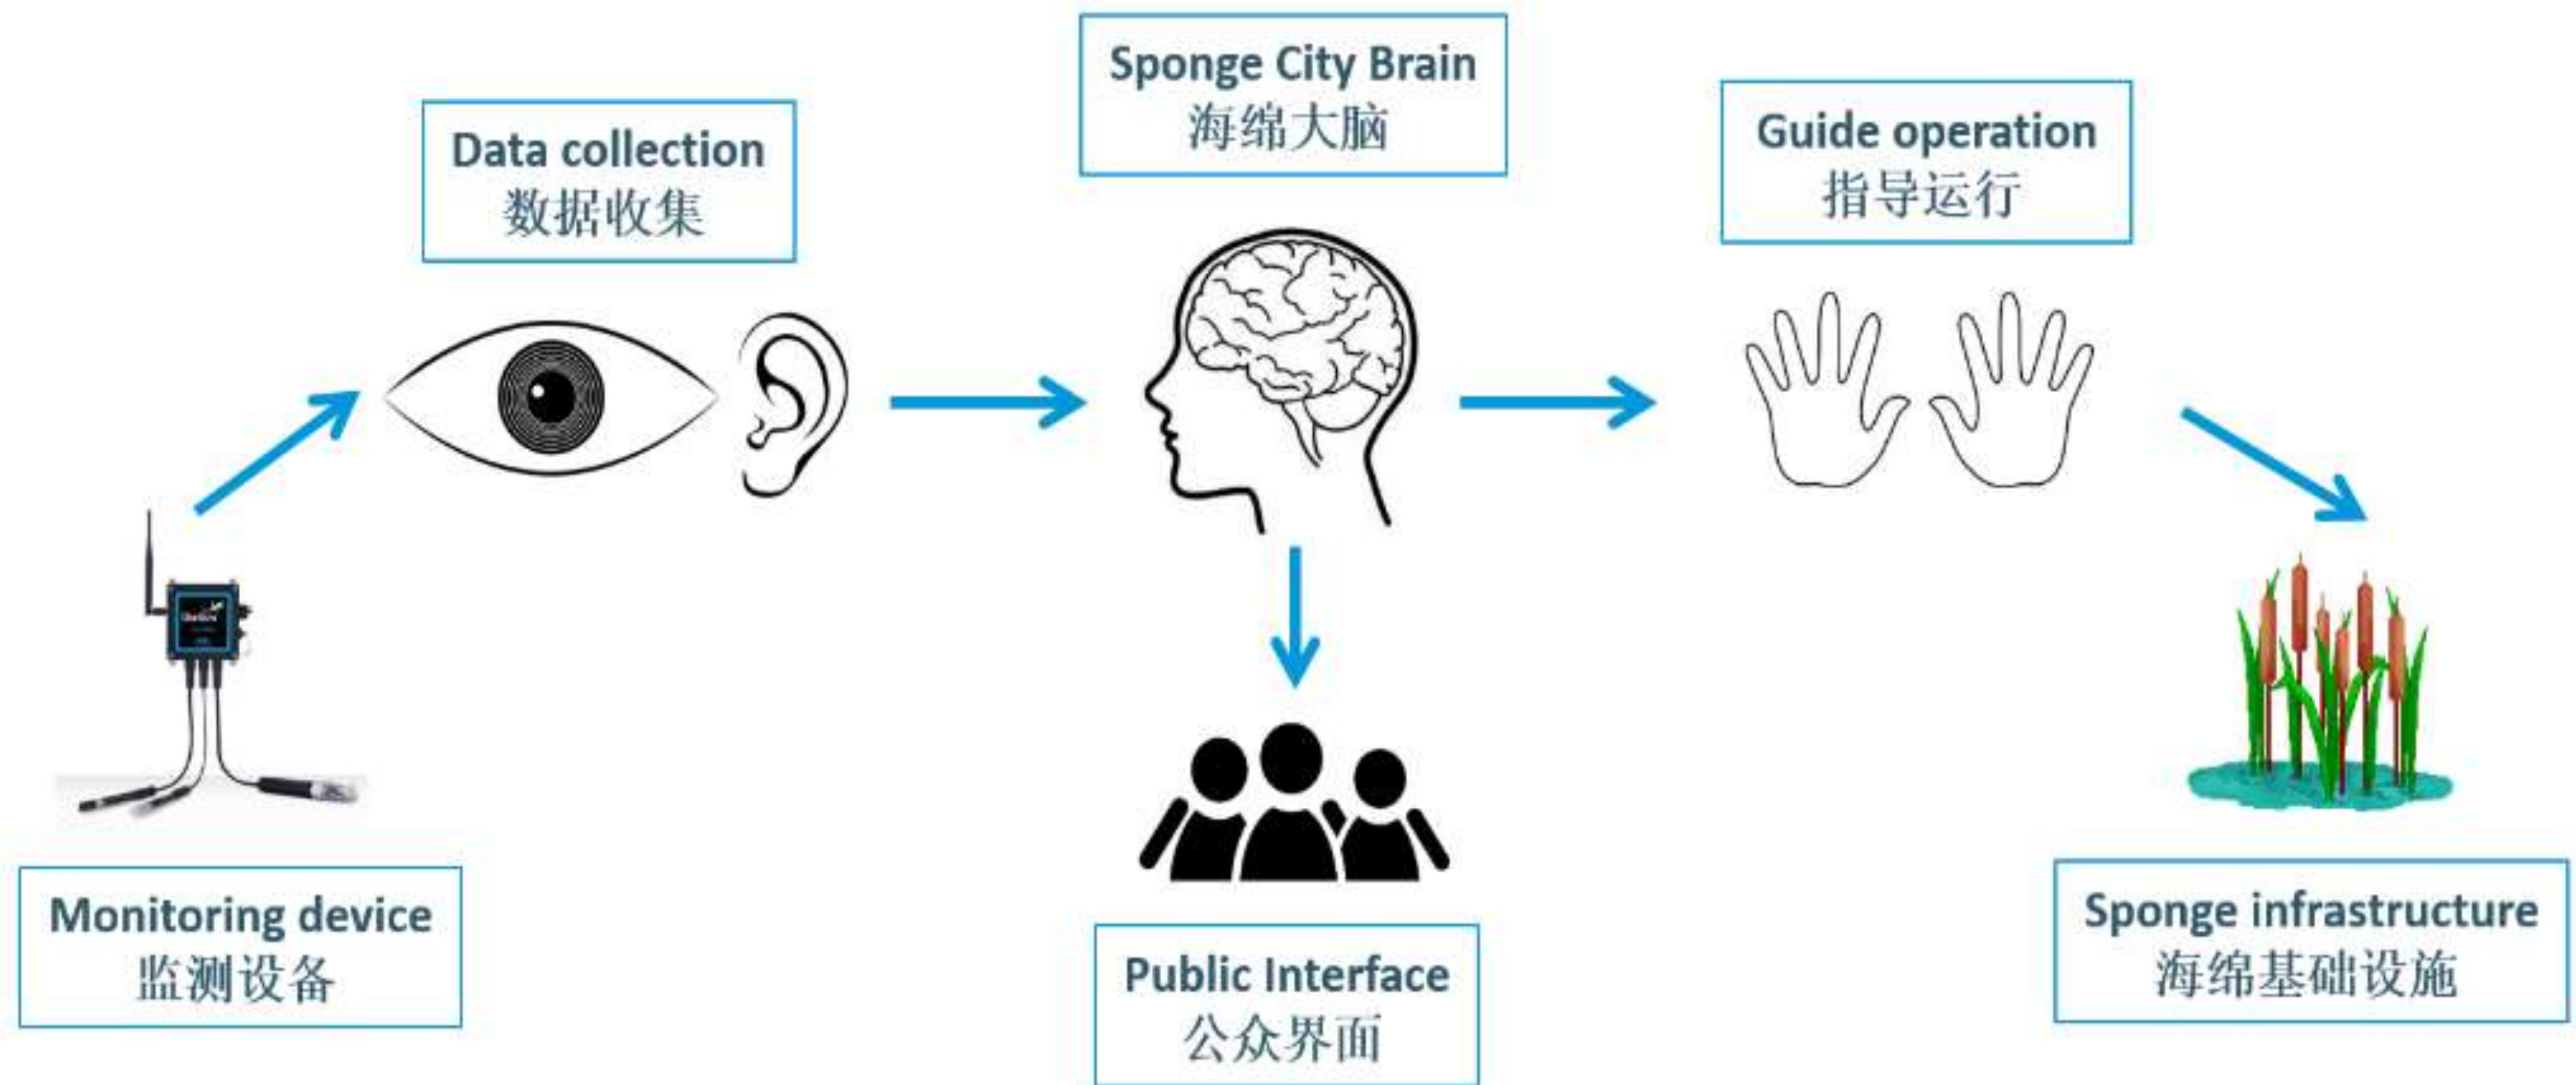 Sponge City Brain
海绵大脑
Data collection
数据收集
Guide operation
指导运行
Monitoring device
监测设备
Public Interface
公众界面
Sponge infrastructure
海绵基础设施